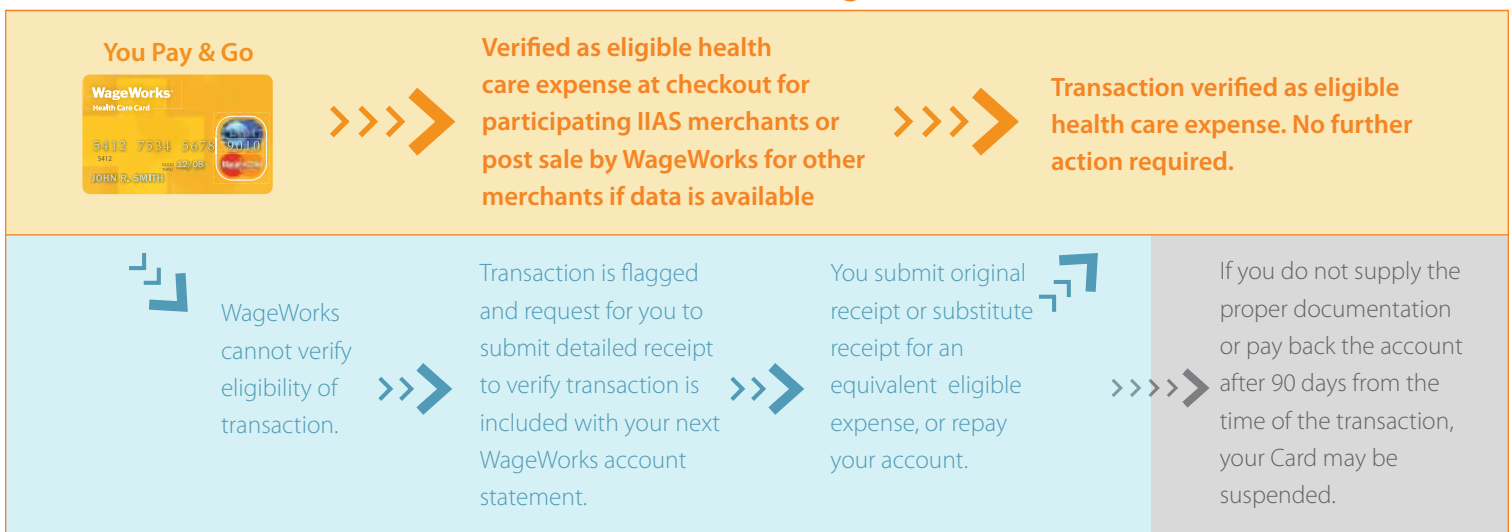 You Pay & Go
WageWorks
Health Care Card
5412 7534 5678 9010
5412
12/08
JOHN R. SMITH
Verified as eligible health
care expense at checkout for
participating IIAS merchants or
post sale by WageWorks for other
merchants if data is available
Transaction verified as eligible
health care expense. No further
action required.
WageWorks
cannot verify
eligibility of
transaction.
Transaction is flagged
and request for you to
submit detailed receipt
to verify transaction is
included with your next
WageWorks account
statement.
You submit original
receipt or substitute
receipt for an
equivalent eligible
expense, or repay
your account.
If you do not supply the
proper documentation
or pay back the account
after 90 days from the
time of the transaction,
your Card may be
suspended.